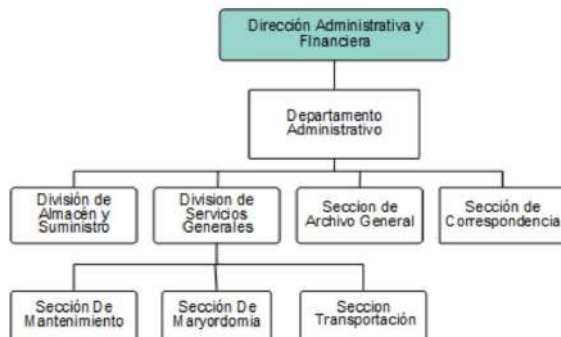 Dirección Administrativa y
FInanciera
Departamento
Administrativo
División de
Almacén y
Suministro
Division de
Servicios
Generales
Seccion de
Archivo General
Sección de
Correspondencia
Sección De
Mantenimiento
Sección De
Maryordomia
Seccion
Transportación